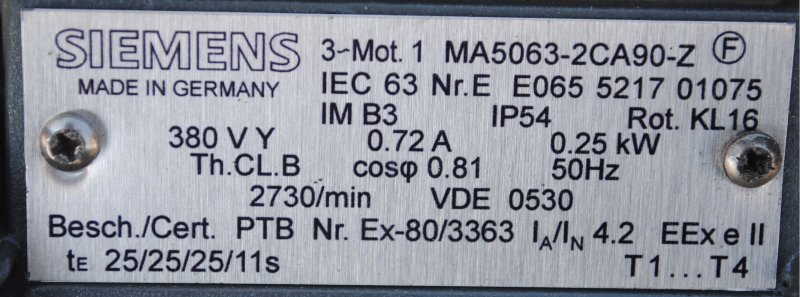 SIEMENS 3~Mot. 1 MA5063-2CA90-Z Ⓕ
MADE IN GERMANY IEC 63 Nr.E E065 5217 01075
IM B3 IP54 Rot. KL16
380 V Y 0.72 A 0.25 kW
Th.CL.B cosφ 0.81 50Hz
2730/min VDE 0530
Besch./Cert. PTB Nr. Ex-80/3363 IA/IN 4.2 EEx e II
tE 25/25/25/11s T1...T4